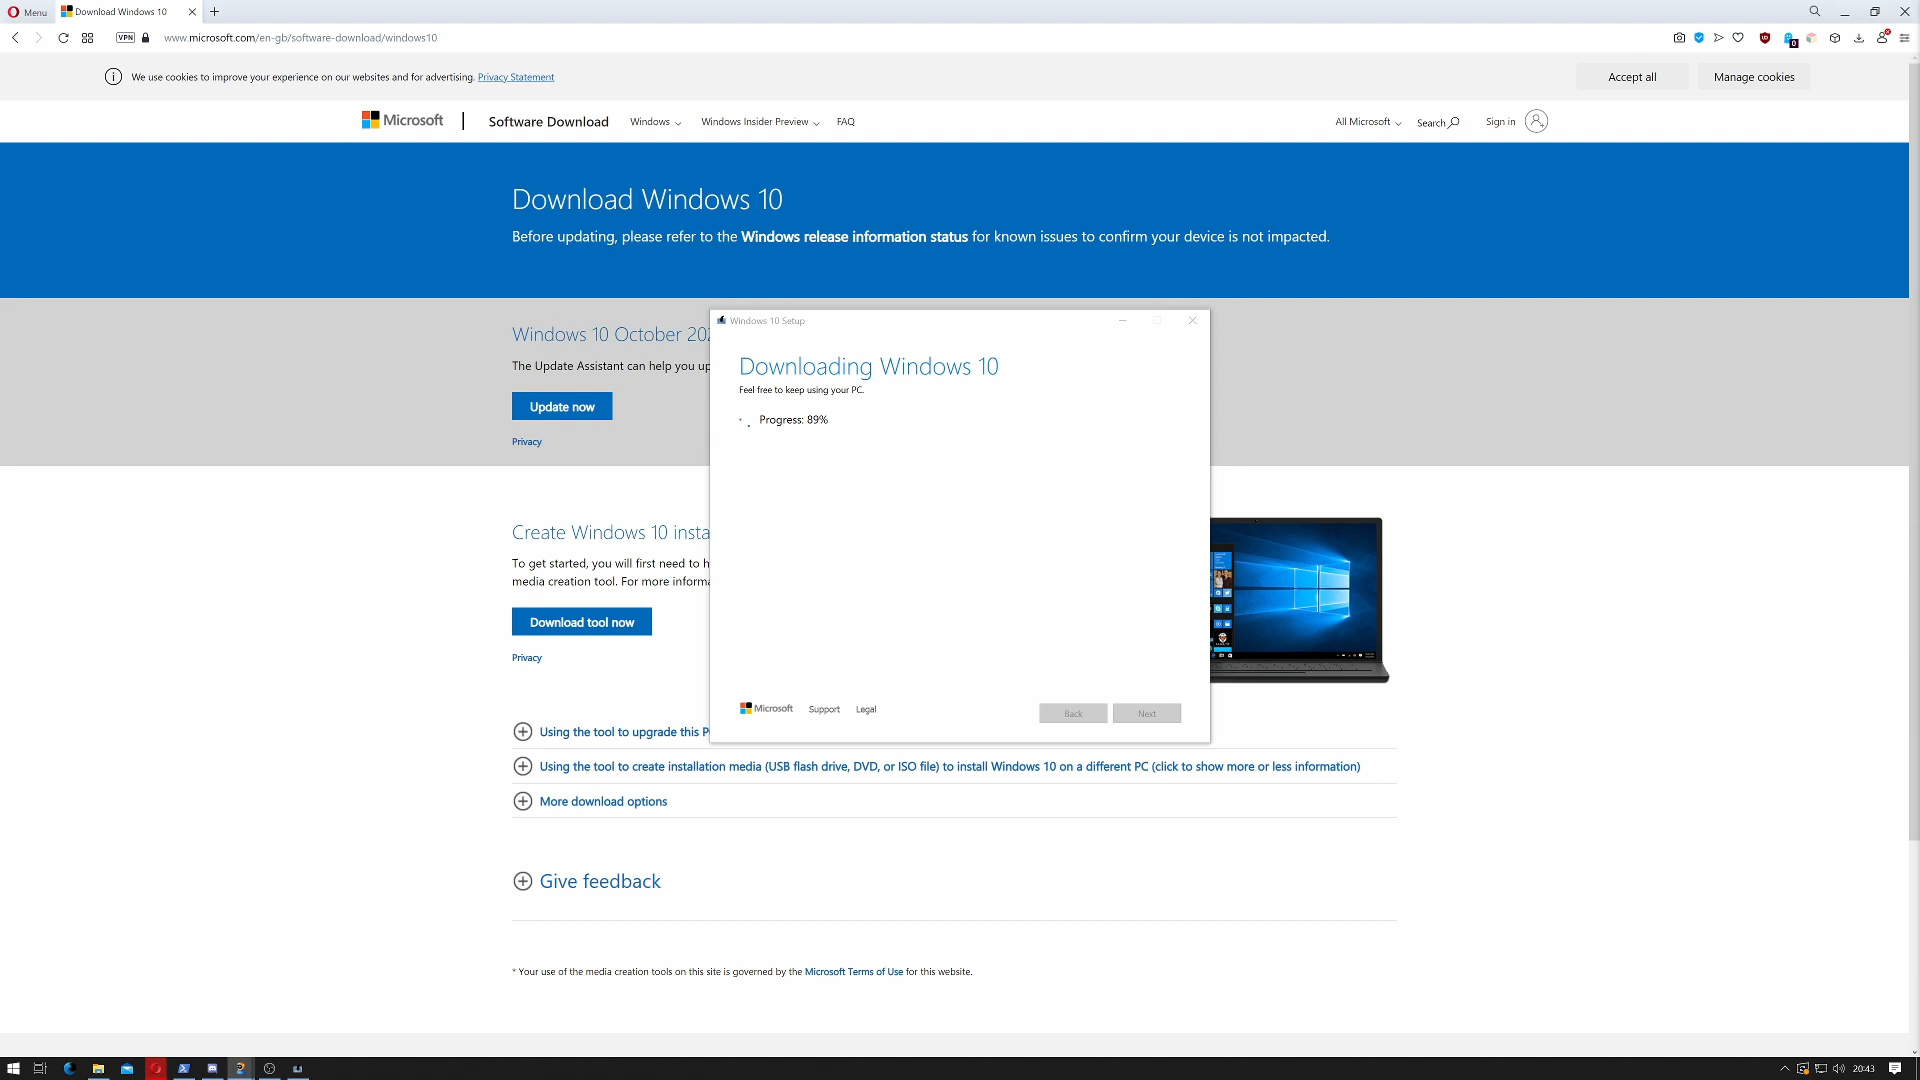 Menu
Download Windows 10
VPN
www.microsoft.com/en-gb/software-download/windows10
0
We use cookies to improve your experience on our websites and for advertising. Privacy Statement
Accept all
Manage cookies
Microsoft
Software Download
Windows
Windows Insider Preview
FAQ
All Microsoft
Search
Sign in
Download Windows 10
Before updating, please refer to the Windows release information status for known issues to confirm your device is not impacted.
Windows 10 October 202
The Update Assistant can help you up
Update now
Privacy
Windows 10 Setup
Downloading Windows 10
Feel free to keep using your PC.
Progress: 89%
Microsoft
Support
Legal
Back
Next
Create Windows 10 insta
To get started, you will first need to h
media creation tool. For more informa
Download tool now
Privacy
Using the tool to upgrade this P
Using the tool to create installation media (USB flash drive, DVD, or ISO file) to install Windows 10 on a different PC (click to show more or less information)
More download options
Give feedback
* Your use of the media creation tools on this site is governed by the Microsoft Terms of Use for this website.
20:43